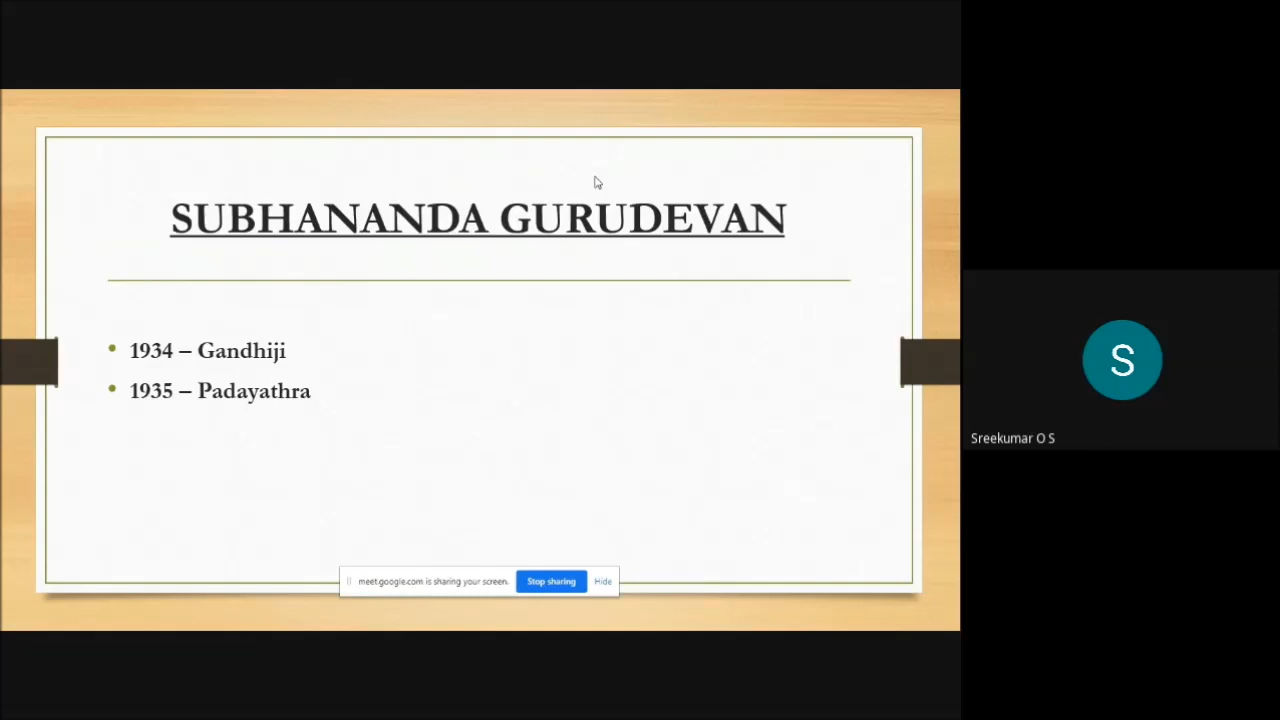 SUBHANANDA GURUDEVAN
• 1934 – Gandhiji
• 1935 – Padayathra
meet.google.com is sharing your screen.
Stop sharing
Hide
S
Sreekumar O S